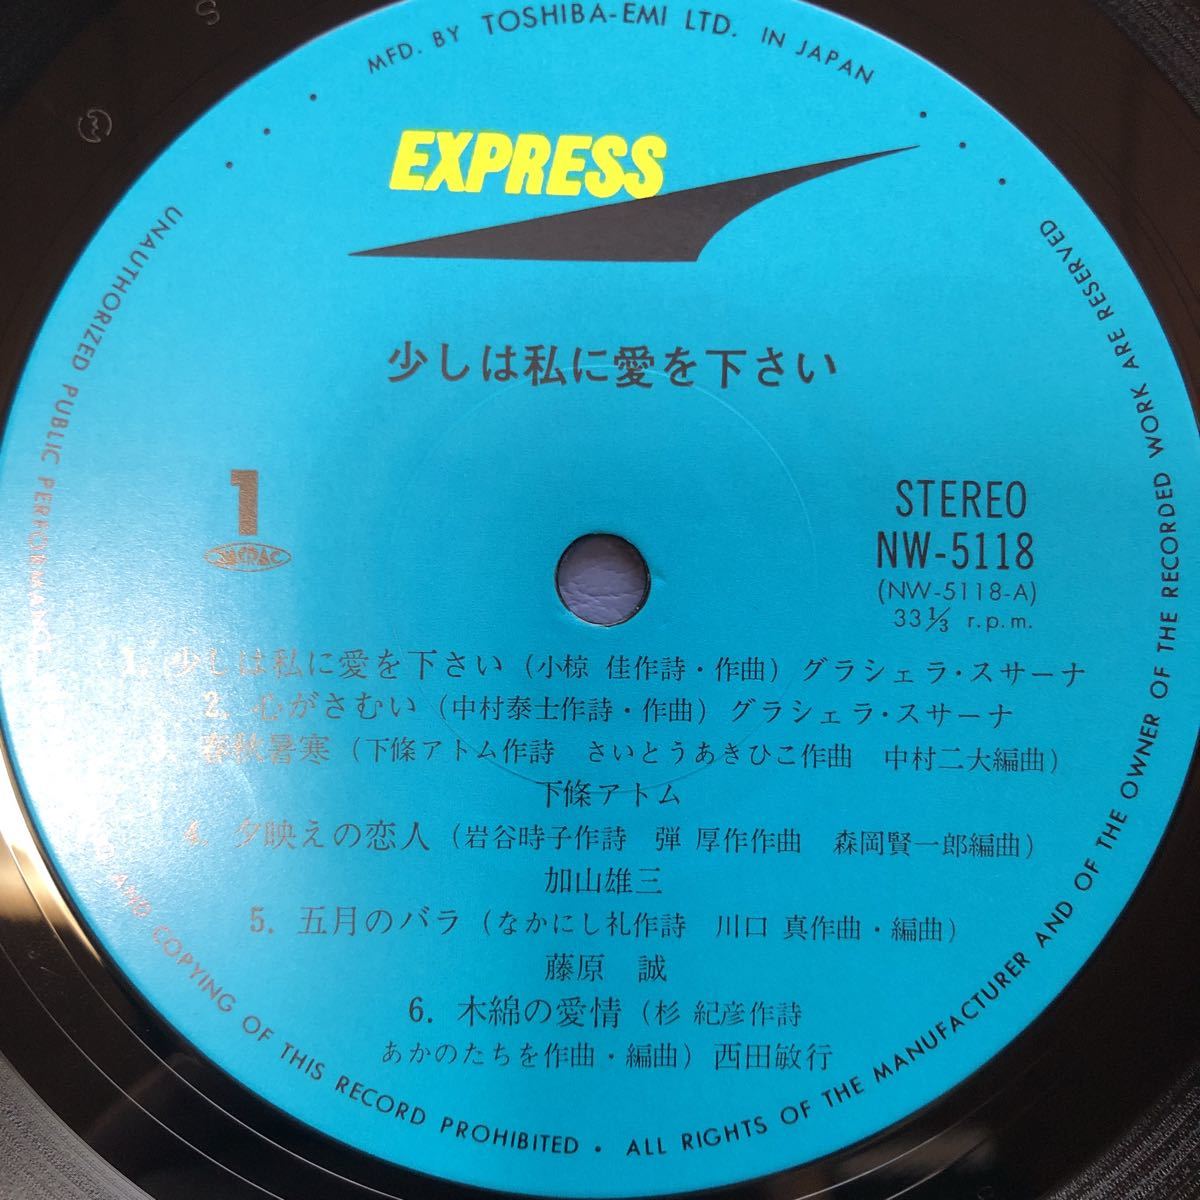 MFD. BY TOSHIBA-EMI LTD. IN JAPAN
EXPRESS
少しは私に愛を下さい
1
STEREO
NW-5118
(NW-5118-A)
33⅓ r.p.m.
1. 少しは私に愛を下さい (小椋 佳作詩・作曲) グラシェラ・スサーナ
2. 心がさむい (中村泰士作詩・作曲) グラシェラ・スサーナ
3. 春秋暑寒 (下條アトム作詩 さいとうあきひこ作曲 中村二大編曲)
下條アトム
4. 夕映えの恋人 (岩谷時子作詩 弾 厚作作曲 森岡賢一郎編曲)
加山雄三
5. 五月のバラ (なかにし礼作詩 川口 真作曲・編曲)
藤原 誠
6. 木綿の愛情 (杉 紀彦作詩
あかのたちを作曲・編曲) 西田敏行
UNAUTHORIZED PUBLIC PERFORMANCE AND COPYING OF THIS RECORD PROHIBITED • ALL RIGHTS OF THE MANUFACTURER AND OF THE OWNER OF THE RECORDED WORK ARE RESERVED